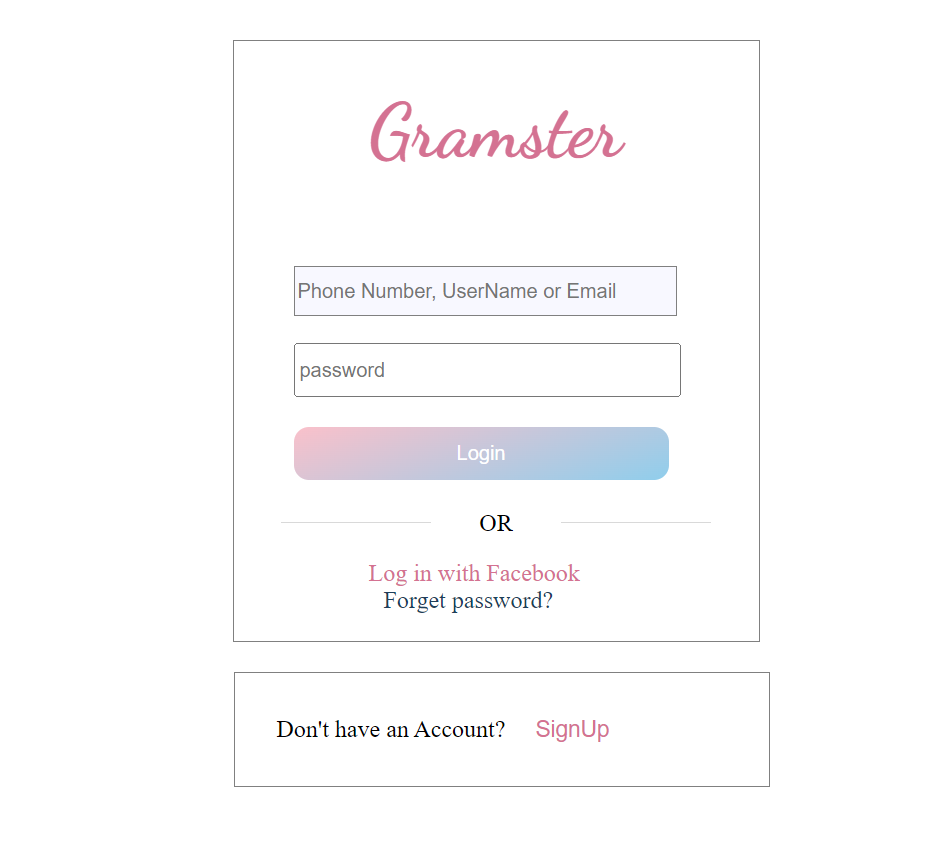 Gramster
Phone Number, UserName or Email
password
Login
OR
Log in with Facebook
Forget password?
Don't have an Account? SignUp